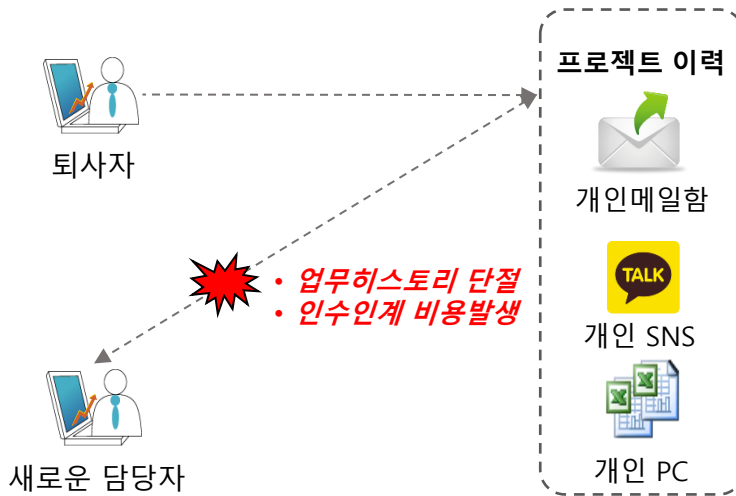 프로젝트 이력
퇴사자
개인메일함
TALK
• 업무히스토리 단절
• 인수인계 비용발생
개인 SNS
새로운 담당자
개인 PC